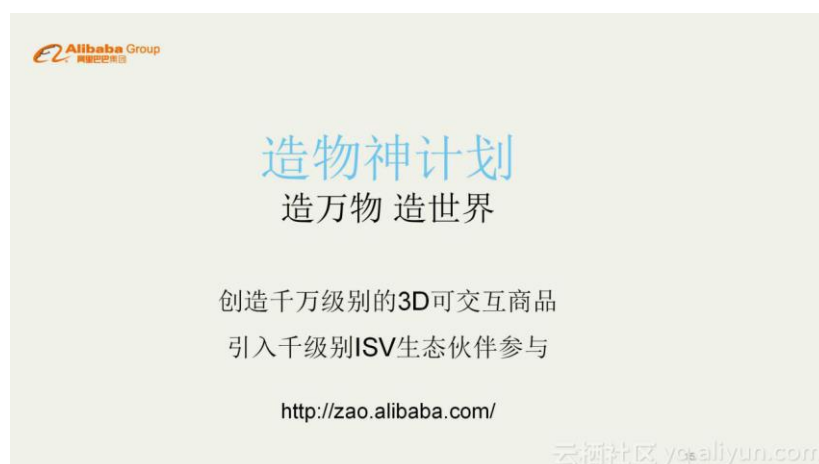 Alibaba Group
阿里巴巴集团
造物神计划
造万物 造世界
创造千万级别的3D可交互商品
引入千级别ISV生态伙伴参与
http://zao.alibaba.com/
云栖社区 yq.aliyun.com